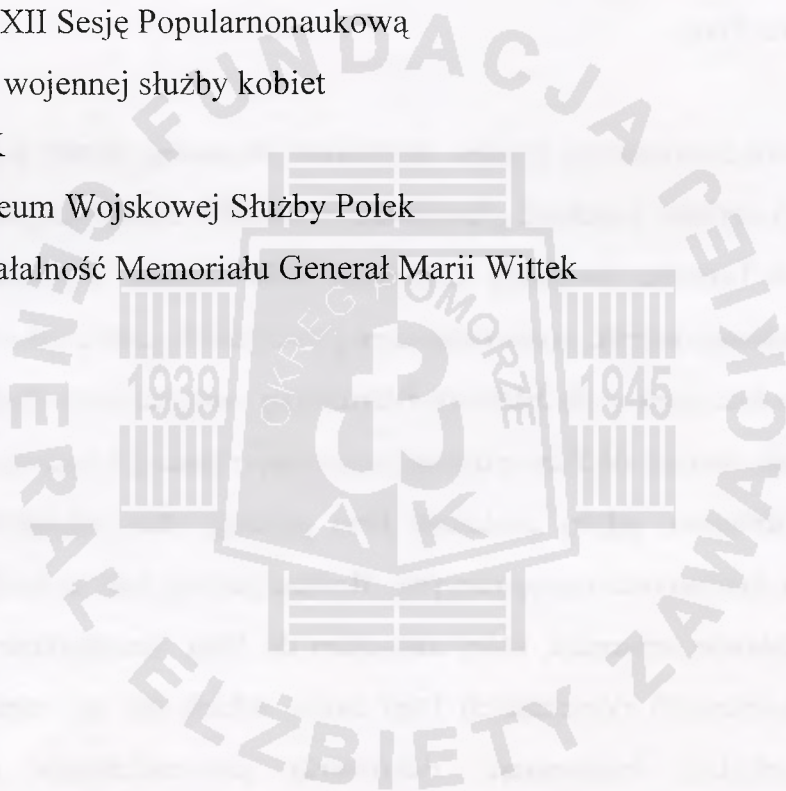 XII Sesję Popularnonaukową
wojennej służby kobiet
eum Wojskowej Służby Polek
ałalność Memoriału Generał Marii Wittek
FUNDACJA
GENERAŁ ELŻBIETY ZAWACKIEJ
OKRĘG POMORZE
1939
1945
AK